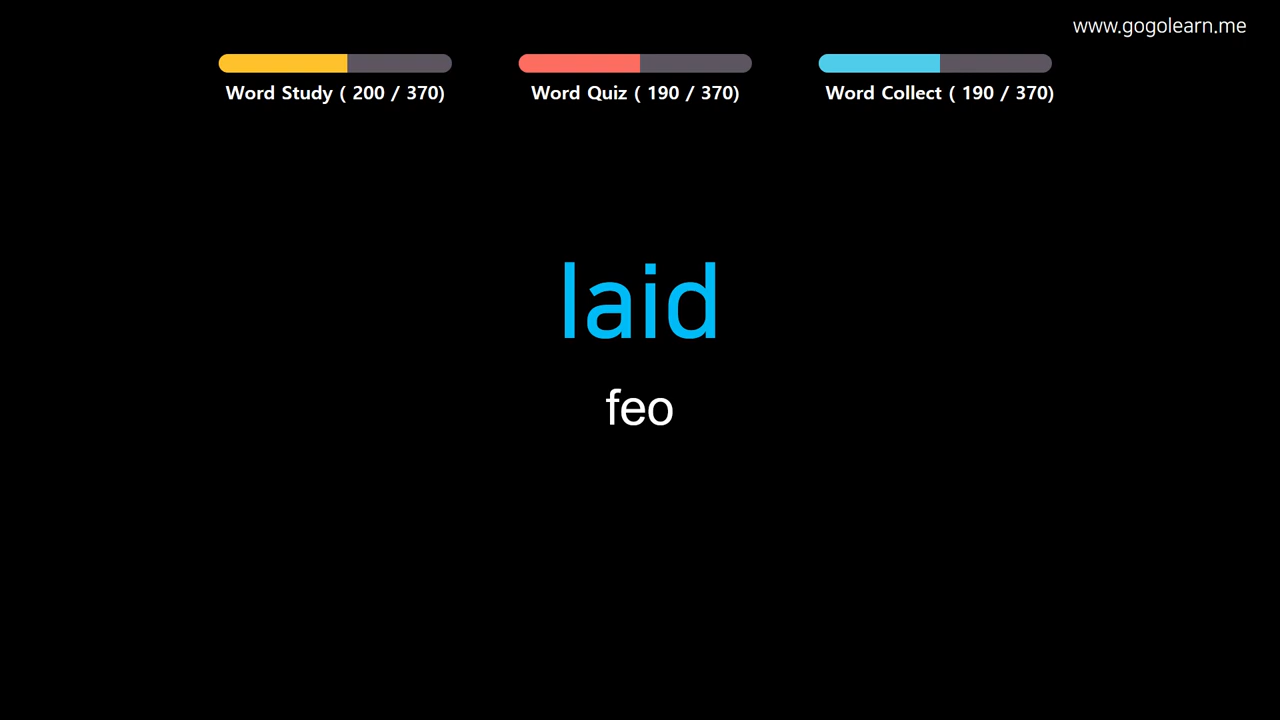 www.gogolearn.me
Word Study ( 200 / 370)
Word Quiz ( 190 / 370)
Word Collect ( 190 / 370)
laid
feo